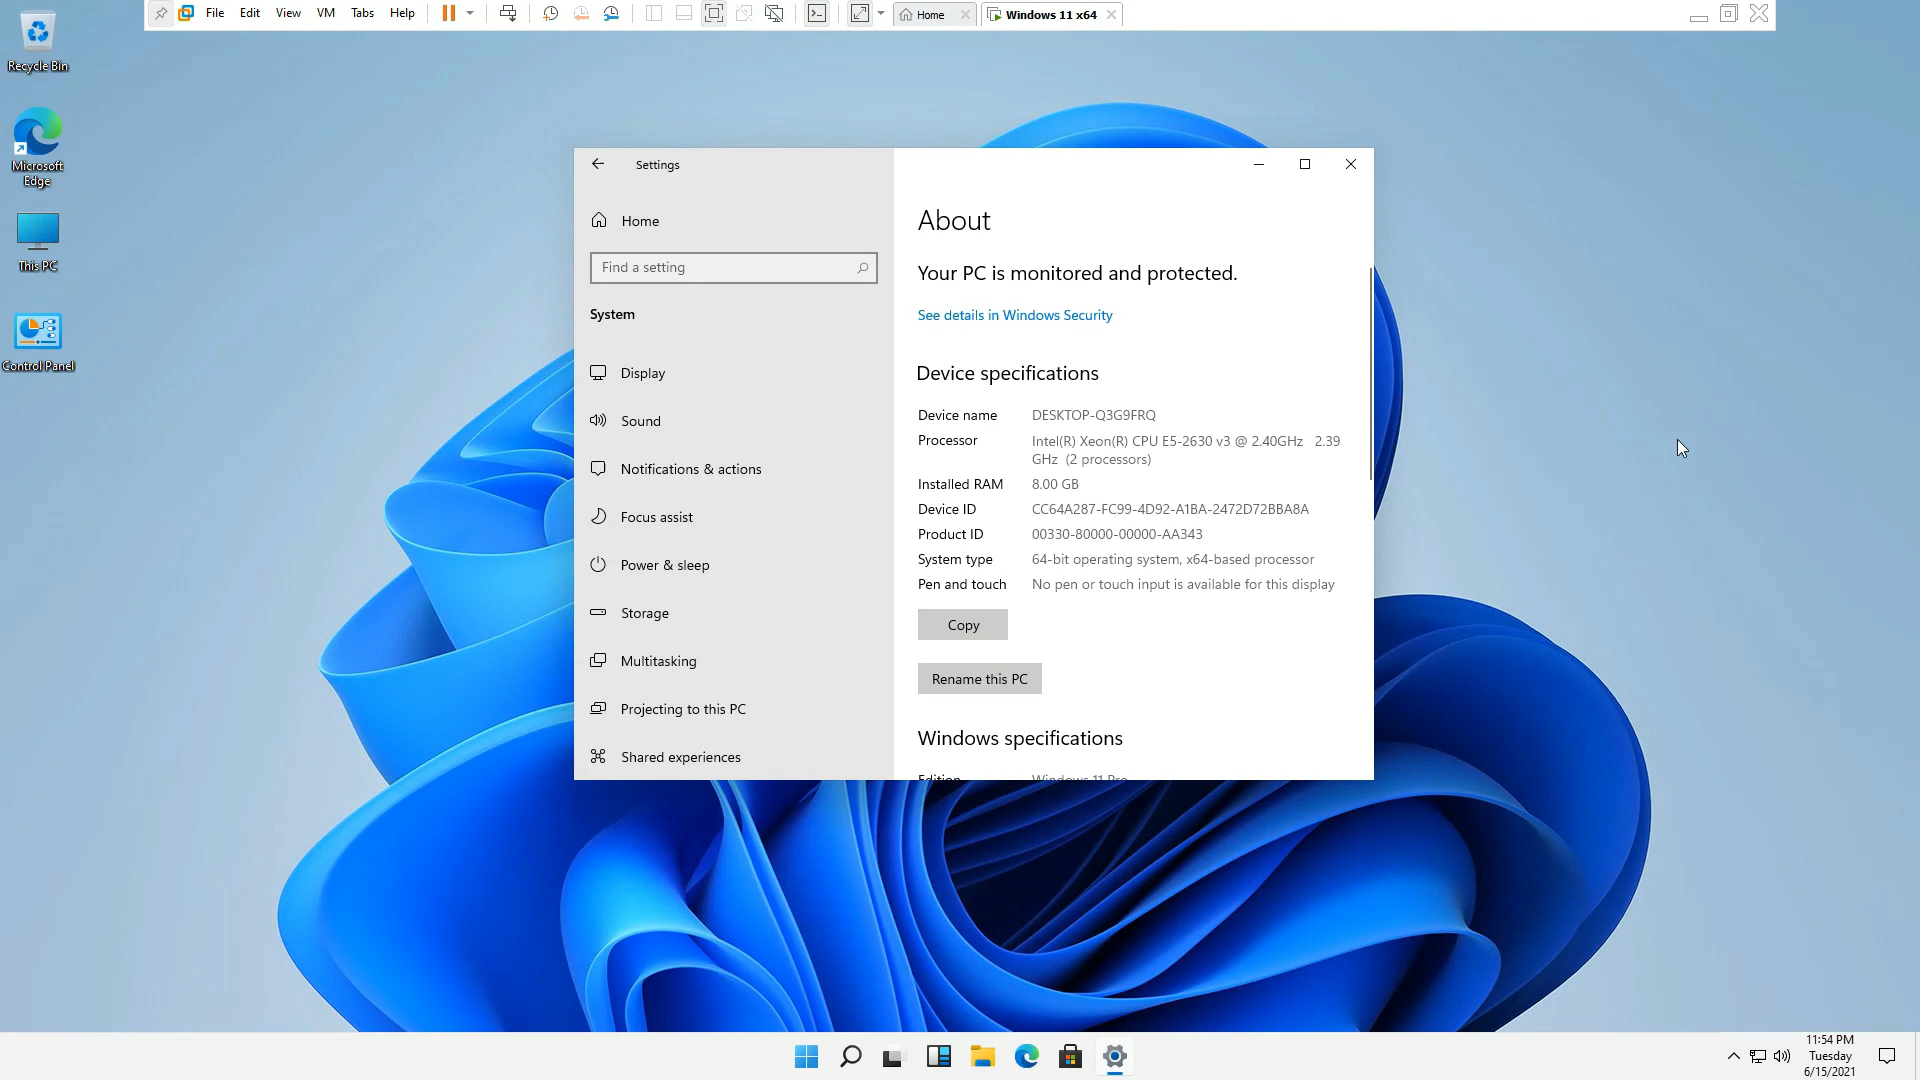 File Edit View VM Tabs Help
Home
Windows 11 x64
Recycle Bin
Microsoft
Edge
This PC
Control Panel
Settings
Home
Find a setting
System
Display
Sound
Notifications & actions
Focus assist
Power & sleep
Storage
Multitasking
Projecting to this PC
Shared experiences
About
Your PC is monitored and protected.
See details in Windows Security
Device specifications
Device name DESKTOP-Q3G9FRQ
Processor Intel(R) Xeon(R) CPU E5-2630 v3 @ 2.40GHz 2.39
GHz (2 processors)
Installed RAM 8.00 GB
Device ID CC64A287-FC99-4D92-A1BA-2472D72BBA8A
Product ID 00330-80000-00000-AA343
System type 64-bit operating system, x64-based processor
Pen and touch No pen or touch input is available for this display
Copy
Rename this PC
Windows specifications
Edition Windows 11 Pro
11:54 PM
Tuesday
6/15/2021